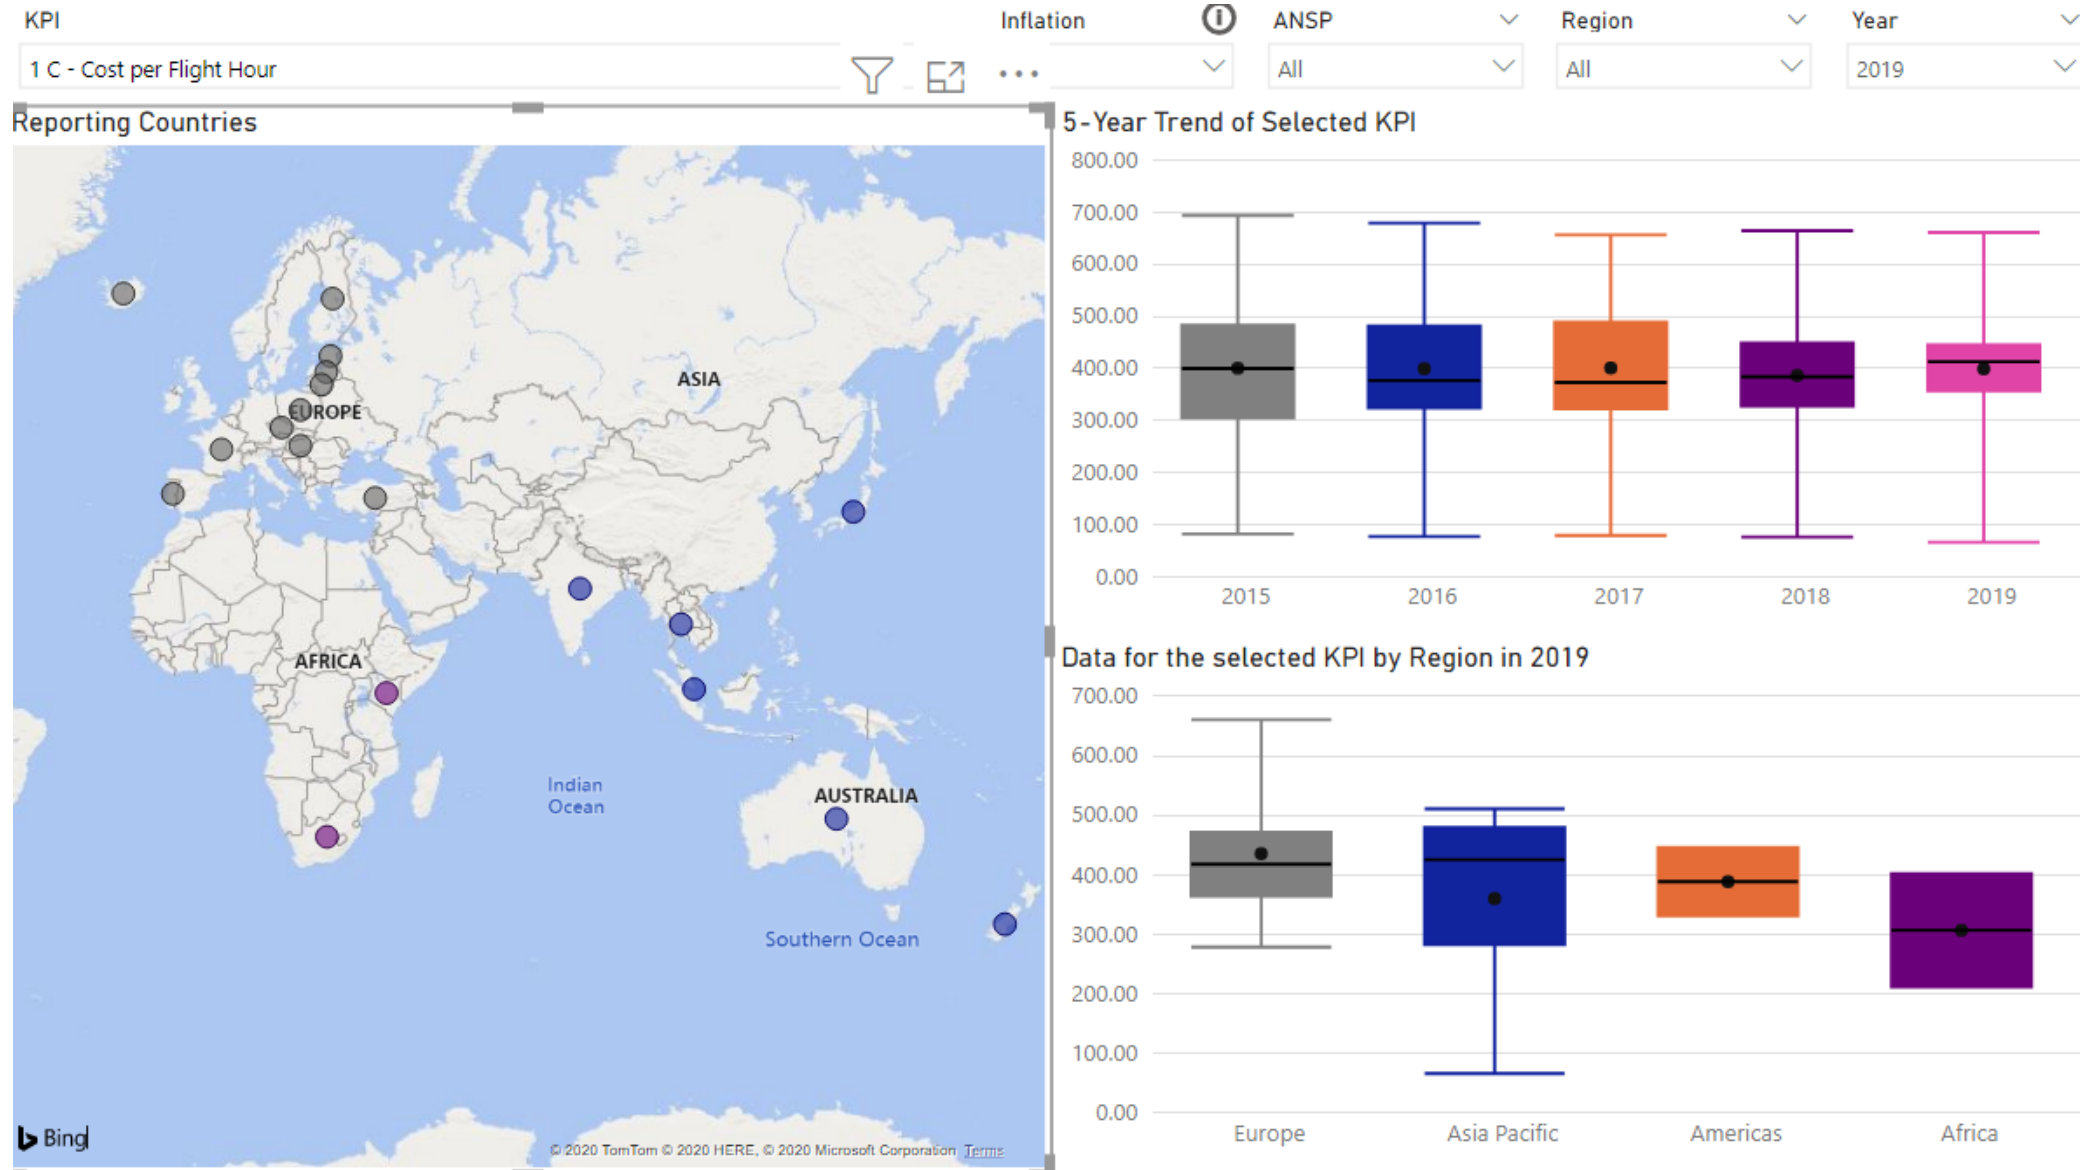 KPI
Inflation
ANSP
Region
Year
1 C - Cost per Flight Hour
All
All
2019
Reporting Countries
ASIA
EUROPE
AFRICA
Indian
Ocean
AUSTRALIA
Southern Ocean
Bing
© 2020 TomTom © 2020 HERE, © 2020 Microsoft Corporation Terms
5-Year Trend of Selected KPI
800.00
700.00
600.00
500.00
400.00
300.00
200.00
100.00
0.00
2015 2016 2017 2018 2019
Data for the selected KPI by Region in 2019
700.00
600.00
500.00
400.00
300.00
200.00
100.00
0.00
Europe Asia Pacific Americas Africa